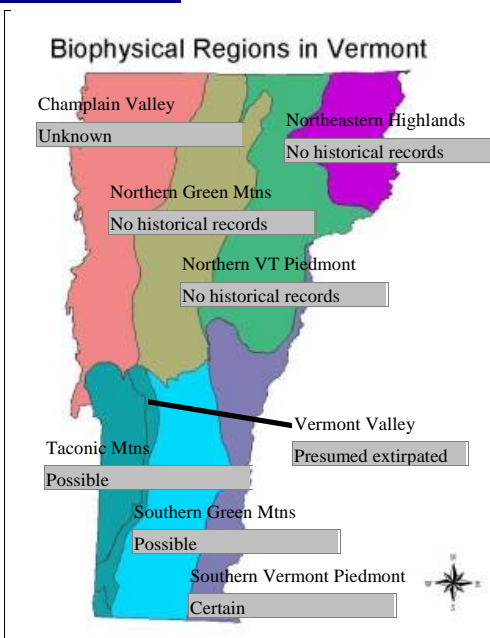 Biophysical Regions in Vermont
Champlain Valley
Unknown
Northeastern Highlands
No historical records
Northern Green Mtns
No historical records
Northern VT Piedmont
No historical records
Vermont Valley
Presumed extirpated
Taconic Mtns
Possible
Southern Green Mtns
Possible
Southern Vermont Piedmont
Certain
N
W
E
S